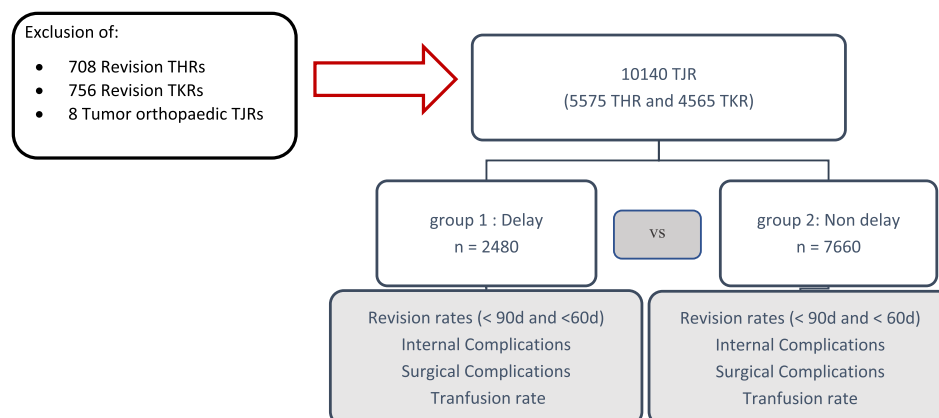 Exclusion of:
• 708 Revision THRs
• 756 Revision TKRs
• 8 Tumor orthopaedic TJRs
10140 TJR
(5575 THR and 4565 TKR)
group 1 : Delay
n = 2480
vs
group 2: Non delay
n = 7660
Revision rates (< 90d and <60d)
Internal Complications
Surgical Complications
Tranfusion rate
Revision rates (< 90d and < 60d)
Internal Complications
Surgical Complications
Tranfusion rate